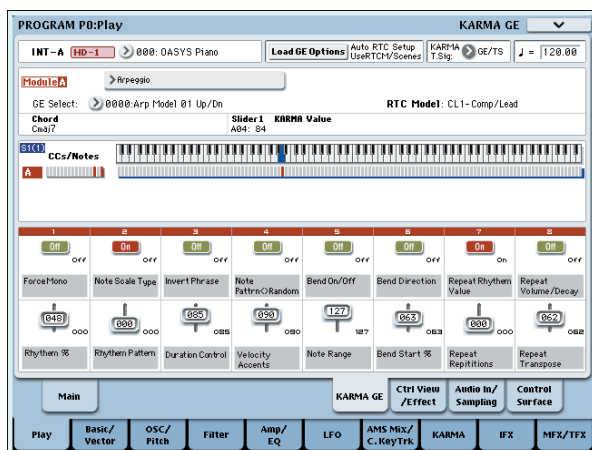 PROGRAM P0:Play KARMA GE
INT-A HD-1 000: OASYS Piano Load GE Options Auto RTC Setup UseRTCM/Scenes KARMA T.Sig: GE/TS ♩ = 120.00
Module A Arpeggio
GE Select: 0000:Arp Model 01 Up/Dn RTC Model: CL1-Comp/Lead
Chord Slider1 KARMA Value
Cmaj7 A04: 84
S1(1) CCs/Notes
A
1 2 3 4 5 6 7 8
Off On Off Off Off Off On Off
Off Off Off Off Off Off On Off
ForceMono Note Scale Type Invert Phrase Note Pattrn<>Random Bend On/Off Bend Direction Repeat Rhythem Value Repeat Volume/Decay
048 000 085 090 127 063 000 062
000 000 085 090 127 063 000 062
Rhythem % Rhythem Pattern Duration Control Velocity Accents Note Range Bend Start % Repeat Repititions Repeat Transpose
Main KARMA GE Ctrl View /Effect Audio In/ Sampling Control Surface
Play Basic/ Vector OSC/ Pitch Filter Amp/ EQ LFO AMS Mix/ C.KeyTrk KARMA IFX MFX/TFX